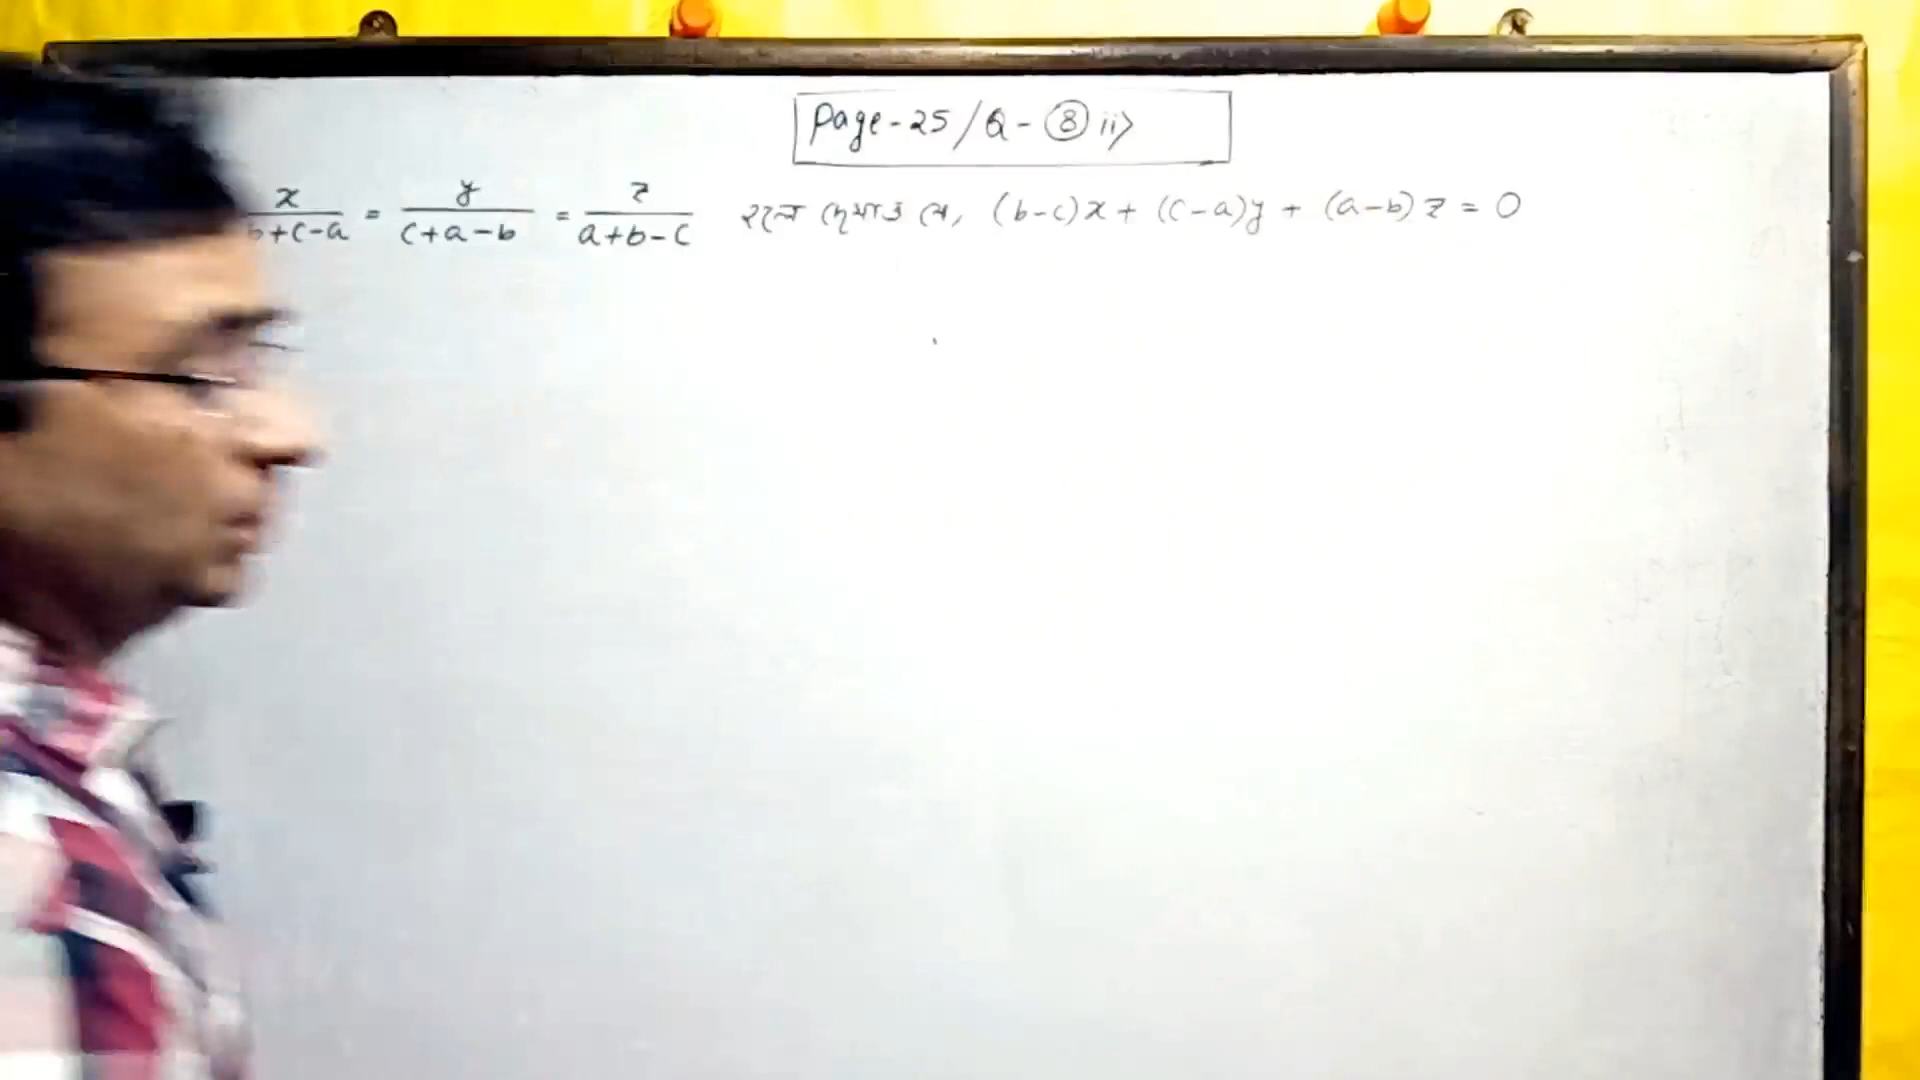 Page-25/Q-⑧ ii>
x/b+c-a = y/c+a-b = z/a+b-c হলে দেখাও যে, (b-c)x + (c-a)y + (a-b)z = 0